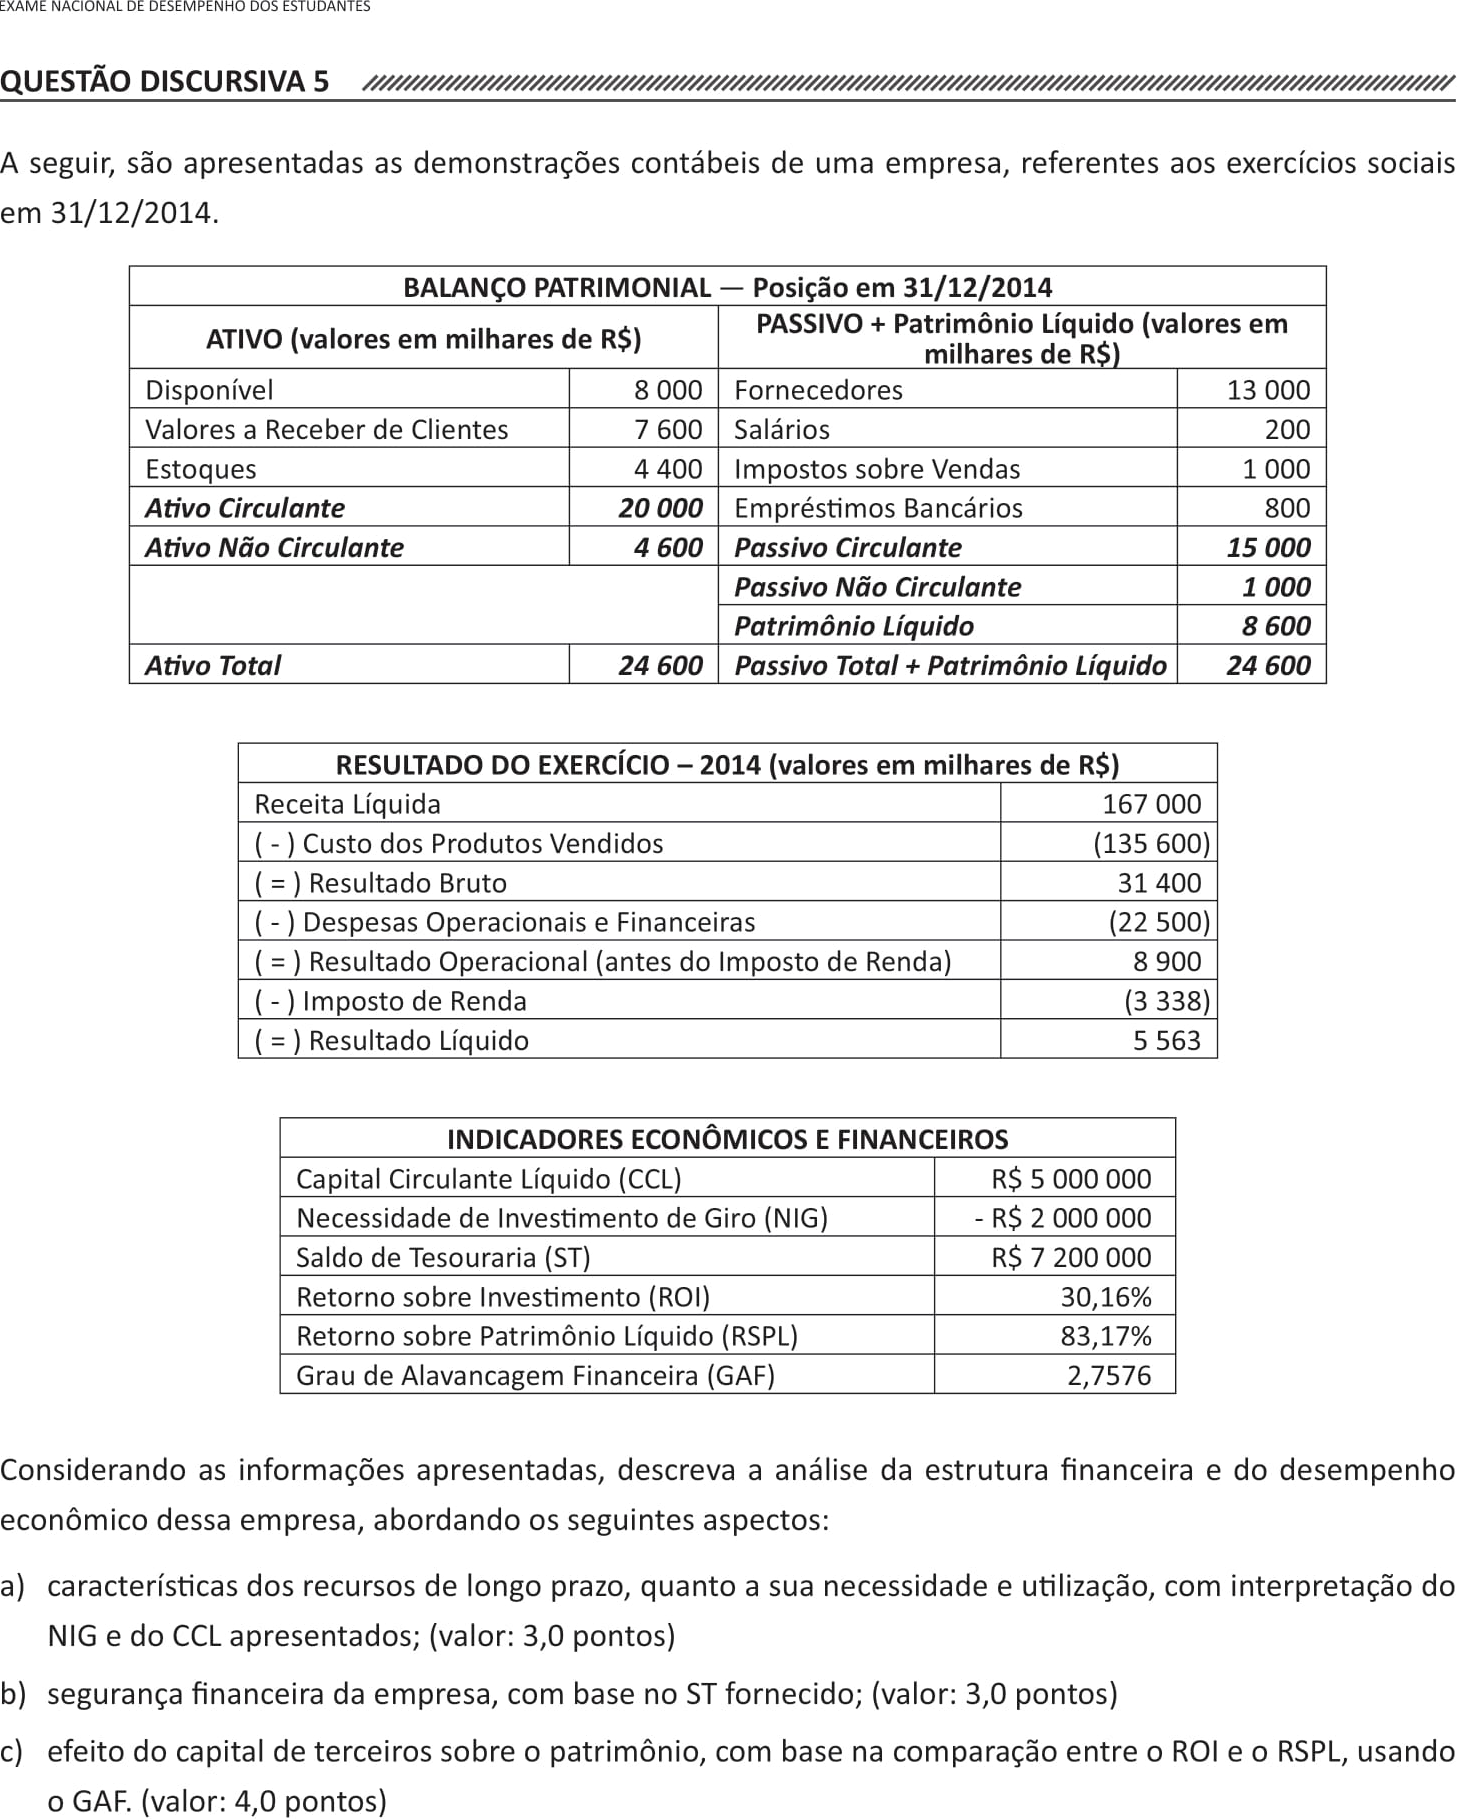 EXAME NACIONAL DE DESEMPENHO DOS ESTUDANTES
QUESTÃO DISCURSIVA 5
A seguir, são apresentadas as demonstrações contábeis de uma empresa, referentes aos exercícios sociais
em 31/12/2014.
BALANÇO PATRIMONIAL — Posição em 31/12/2014
ATIVO (valores em milhares de R$) PASSIVO + Patrimônio Líquido (valores em
milhares de R$)
Disponível 8 000 Fornecedores 13 000
Valores a Receber de Clientes 7 600 Salários 200
Estoques 4 400 Impostos sobre Vendas 1 000
Ativo Circulante 20 000 Empréstimos Bancários 800
Ativo Não Circulante 4 600 Passivo Circulante 15 000
Passivo Não Circulante 1 000
Patrimônio Líquido 8 600
Ativo Total 24 600 Passivo Total + Patrimônio Líquido 24 600
RESULTADO DO EXERCÍCIO – 2014 (valores em milhares de R$)
Receita Líquida 167 000
( - ) Custo dos Produtos Vendidos (135 600)
( = ) Resultado Bruto 31 400
( - ) Despesas Operacionais e Financeiras (22 500)
( = ) Resultado Operacional (antes do Imposto de Renda) 8 900
( - ) Imposto de Renda (3 338)
( = ) Resultado Líquido 5 563
INDICADORES ECONÔMICOS E FINANCEIROS
Capital Circulante Líquido (CCL) R$ 5 000 000
Necessidade de Investimento de Giro (NIG) - R$ 2 000 000
Saldo de Tesouraria (ST) R$ 7 200 000
Retorno sobre Investimento (ROI) 30,16%
Retorno sobre Patrimônio Líquido (RSPL) 83,17%
Grau de Alavancagem Financeira (GAF) 2,7576
Considerando as informações apresentadas, descreva a análise da estrutura financeira e do desempenho
econômico dessa empresa, abordando os seguintes aspectos:
a) características dos recursos de longo prazo, quanto a sua necessidade e utilização, com interpretação do
NIG e do CCL apresentados; (valor: 3,0 pontos)
b) segurança financeira da empresa, com base no ST fornecido; (valor: 3,0 pontos)
c) efeito do capital de terceiros sobre o patrimônio, com base na comparação entre o ROI e o RSPL, usando
o GAF. (valor: 4,0 pontos)